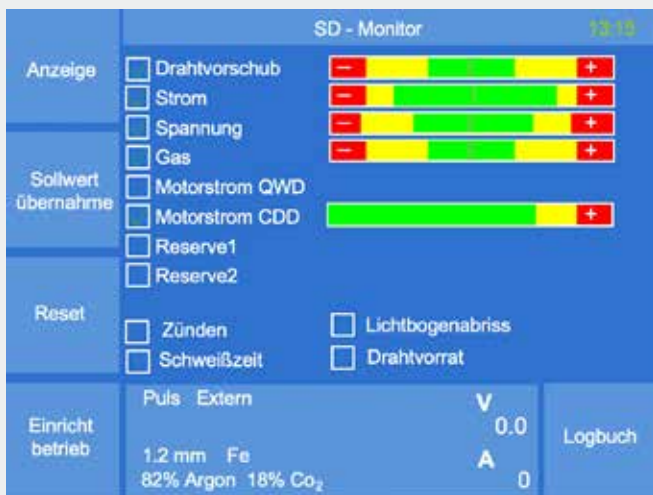 SD - Monitor 13:15
Anzeige
Drahtvorschub − +
Strom − +
Spannung − +
Gas − +
Sollwert
übernahme
Motorstrom QWD
Motorstrom CDD +
Reserve1
Reserve2
Reset
Zünden
Lichtbogenabriss
Schweißzeit
Drahtvorrat
Einricht
betrieb
Puls Extern
V
0.0
1.2 mm Fe
A
82% Argon 18% Co₂
0
Logbuch